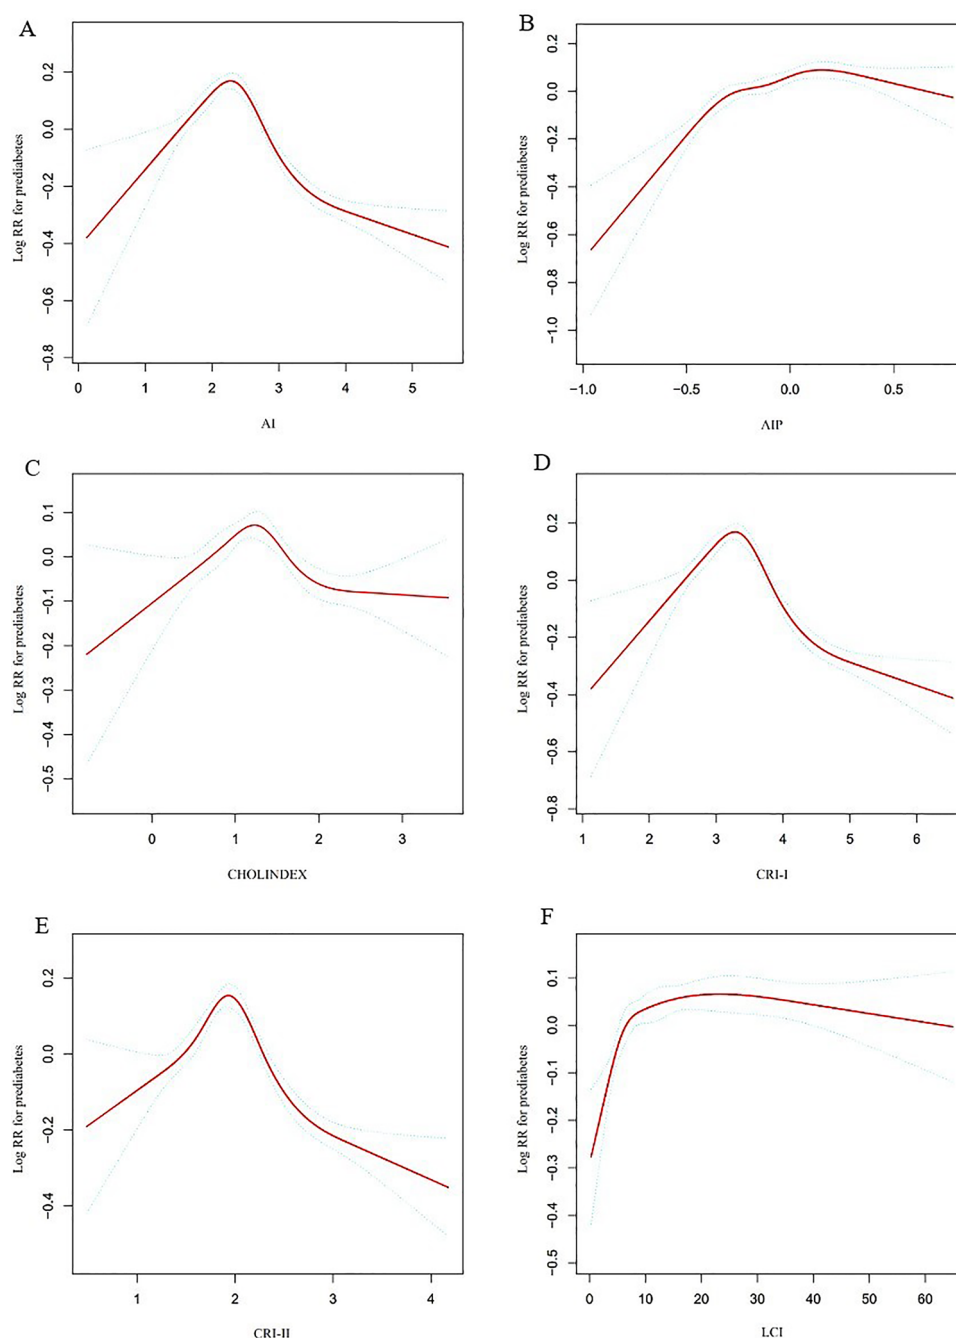 A
Log RR for prediabetes
0.2
0.0
−0.2
−0.4
−0.6
−0.8
0 1 2 3 4 5
AI
B
Log RR for prediabetes
0.2
0.0
−0.2
−0.4
−0.6
−0.8
−1.0
−1.0 −0.5 0.0 0.5
AIP
C
Log RR for prediabetes
0.1
0.0
−0.1
−0.2
−0.3
−0.4
−0.5
0 1 2 3
CHOLINDEX
D
Log RR for prediabetes
0.2
0.0
−0.2
−0.4
−0.6
−0.8
1 2 3 4 5 6
CRI-I
E
Log RR for prediabetes
0.2
0.0
−0.2
−0.4
1 2 3 4
CRI-II
F
Log RR for prediabetes
0.1
0.0
−0.1
−0.2
−0.3
−0.4
−0.5
0 10 20 30 40 50 60
LCI